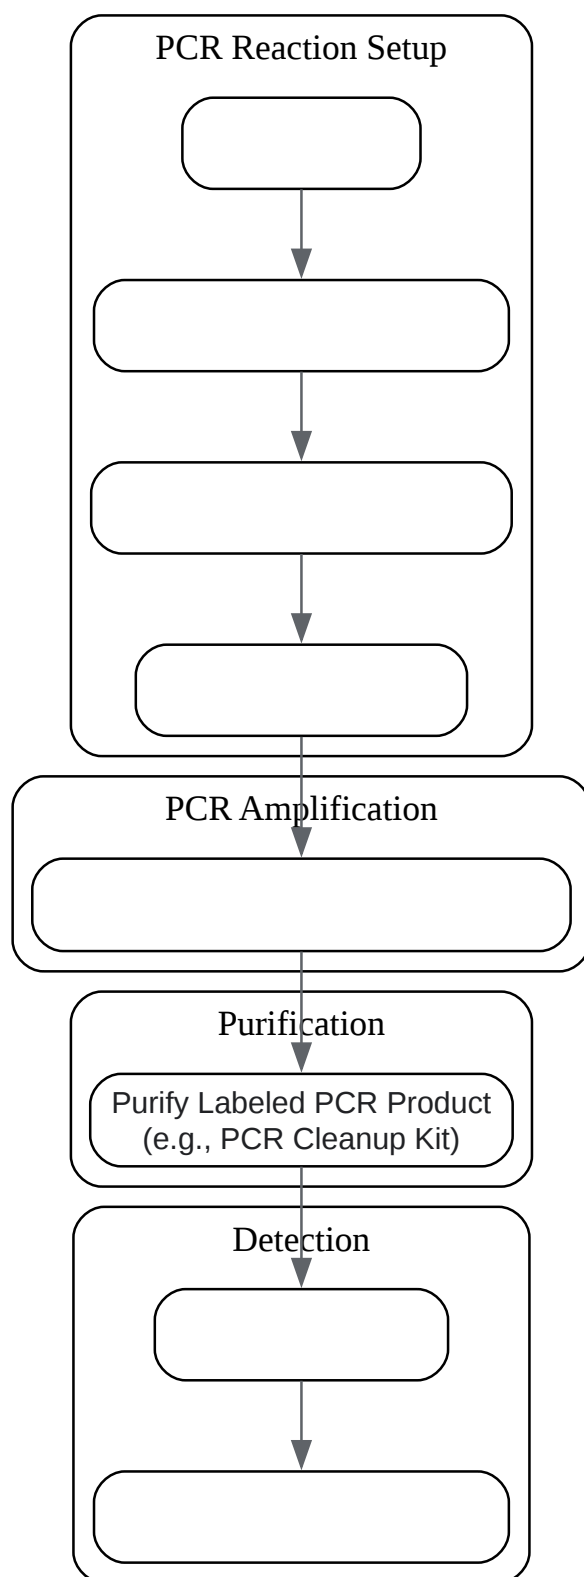 PCR Reaction Setup
PCR Amplification
Purification
Purify Labeled PCR Product
(e.g., PCR Cleanup Kit)
Detection